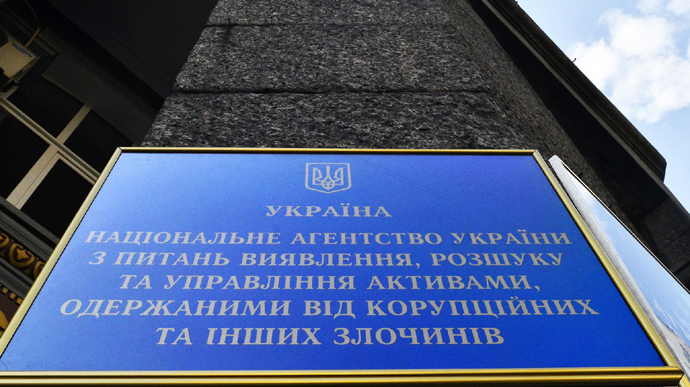 УКРАЇНА
НАЦІОНАЛЬНЕ АГЕНТСТВО УКРАЇНИ
З ПИТАНЬ ВИЯВЛЕННЯ, РОЗШУКУ
ТА УПРАВЛІННЯ АКТИВАМИ,
ОДЕРЖАНИМИ ВІД КОРУПЦІЙНИХ
ТА ІНШИХ ЗЛОЧИНІВ